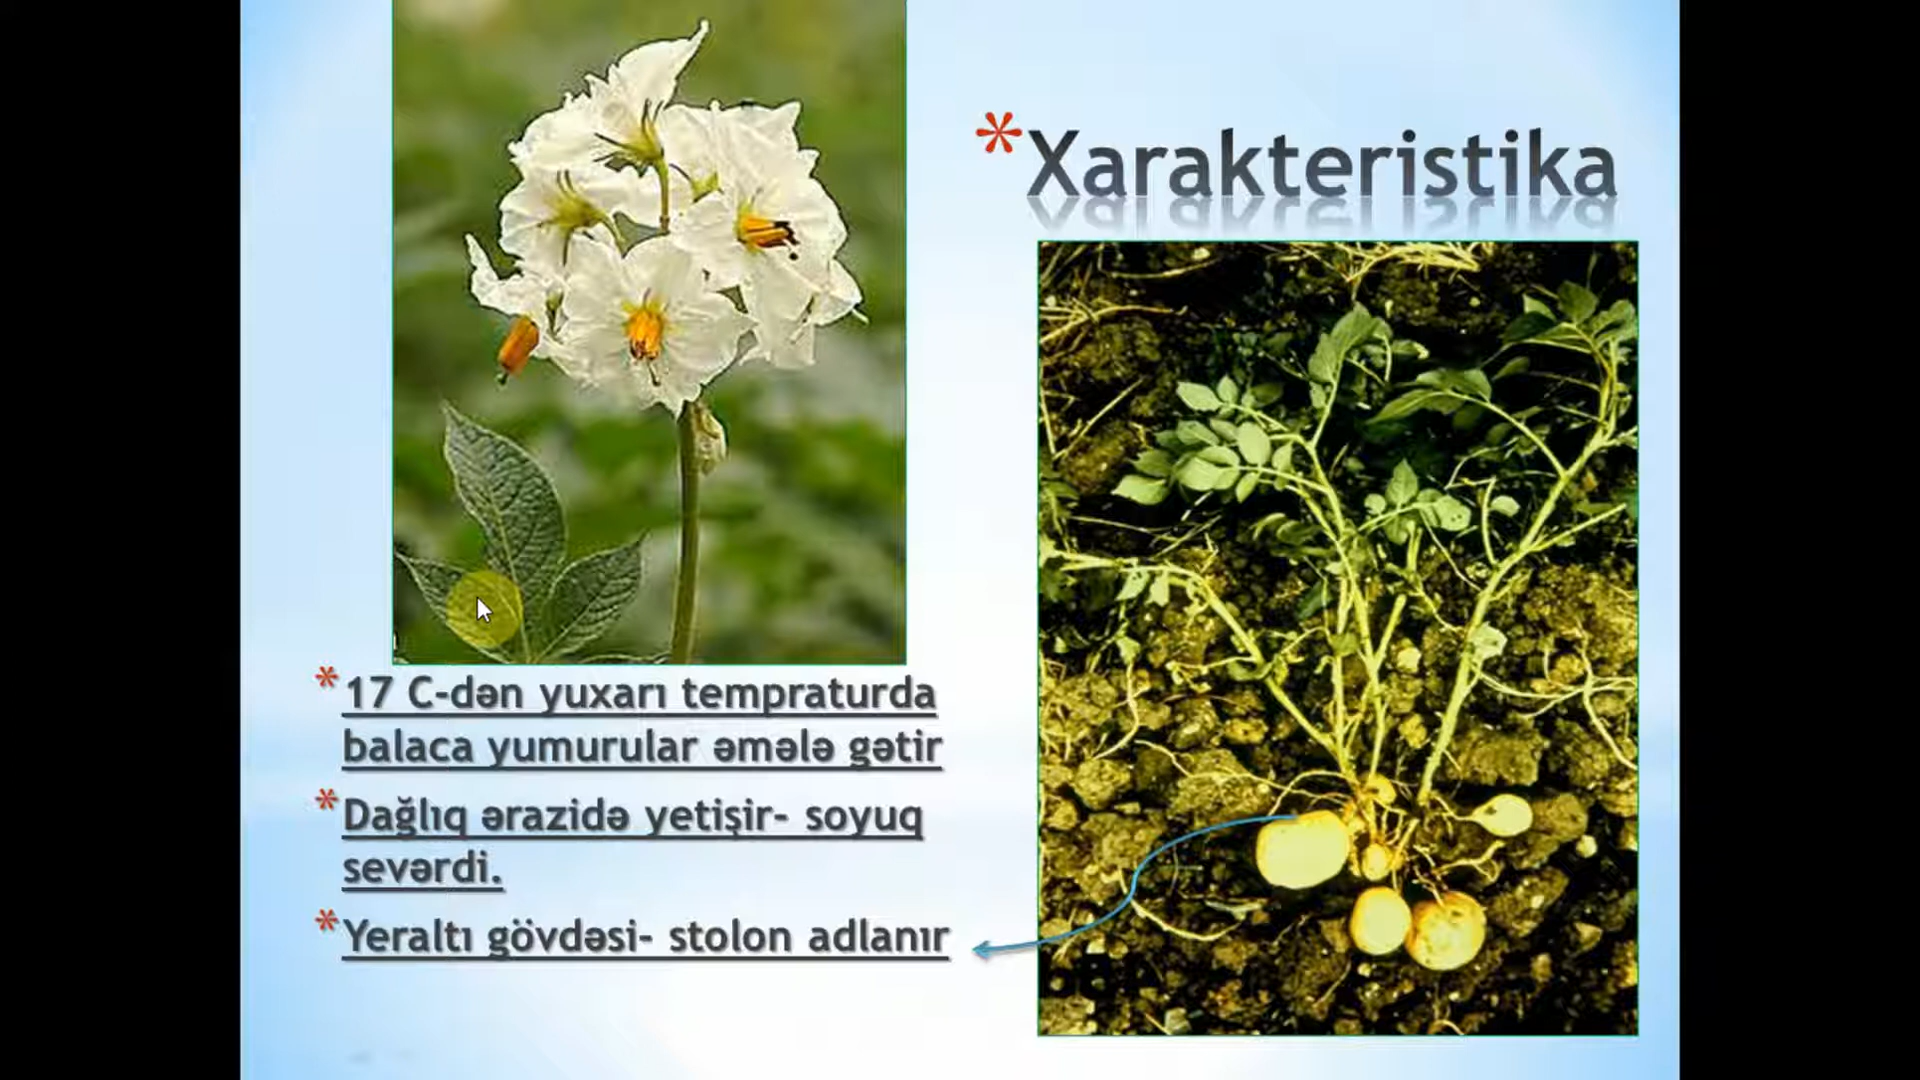 *Xarakteristika
* 17 C-dən yuxarı tempraturda
balaca yumurular əmələ gətir
* Dağlıq ərazidə yetişir- soyuq
sevərdi.
* Yeraltı gövdəsi- stolon adlanır